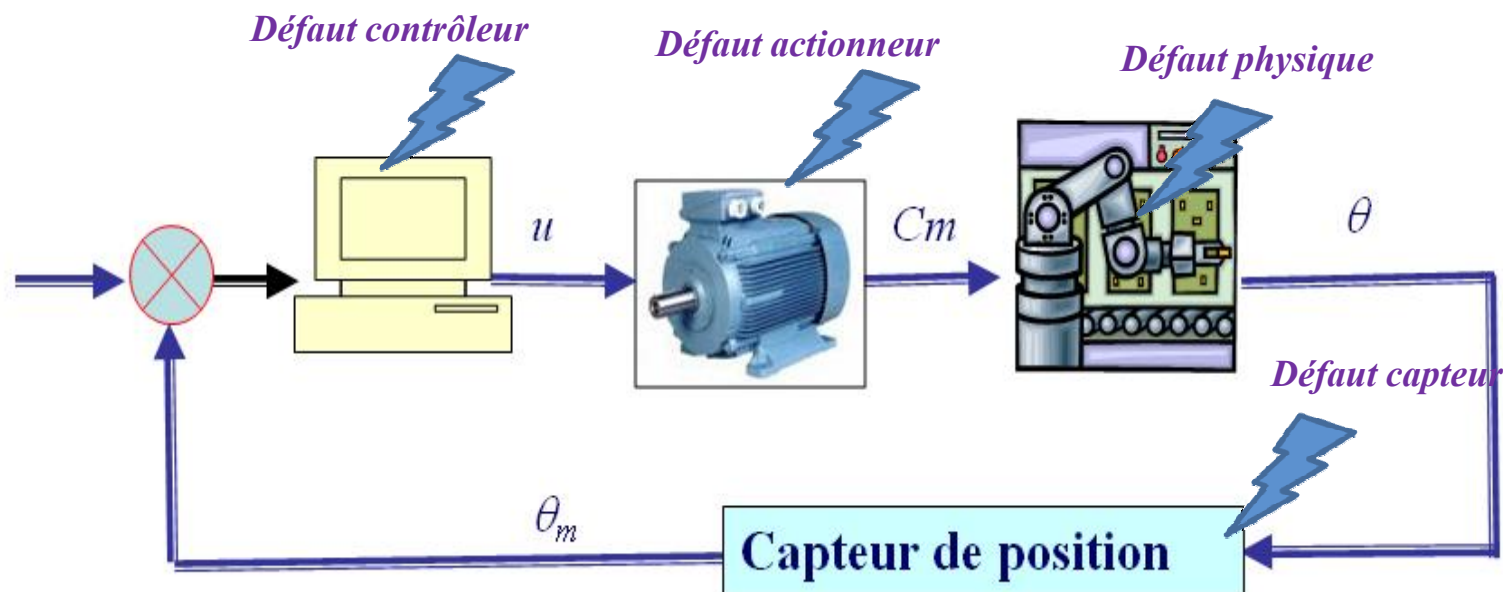 Défaut contrôleur
Défaut actionneur
Défaut physique
u
Cm
θ
Défaut capteur
θm
Capteur de position